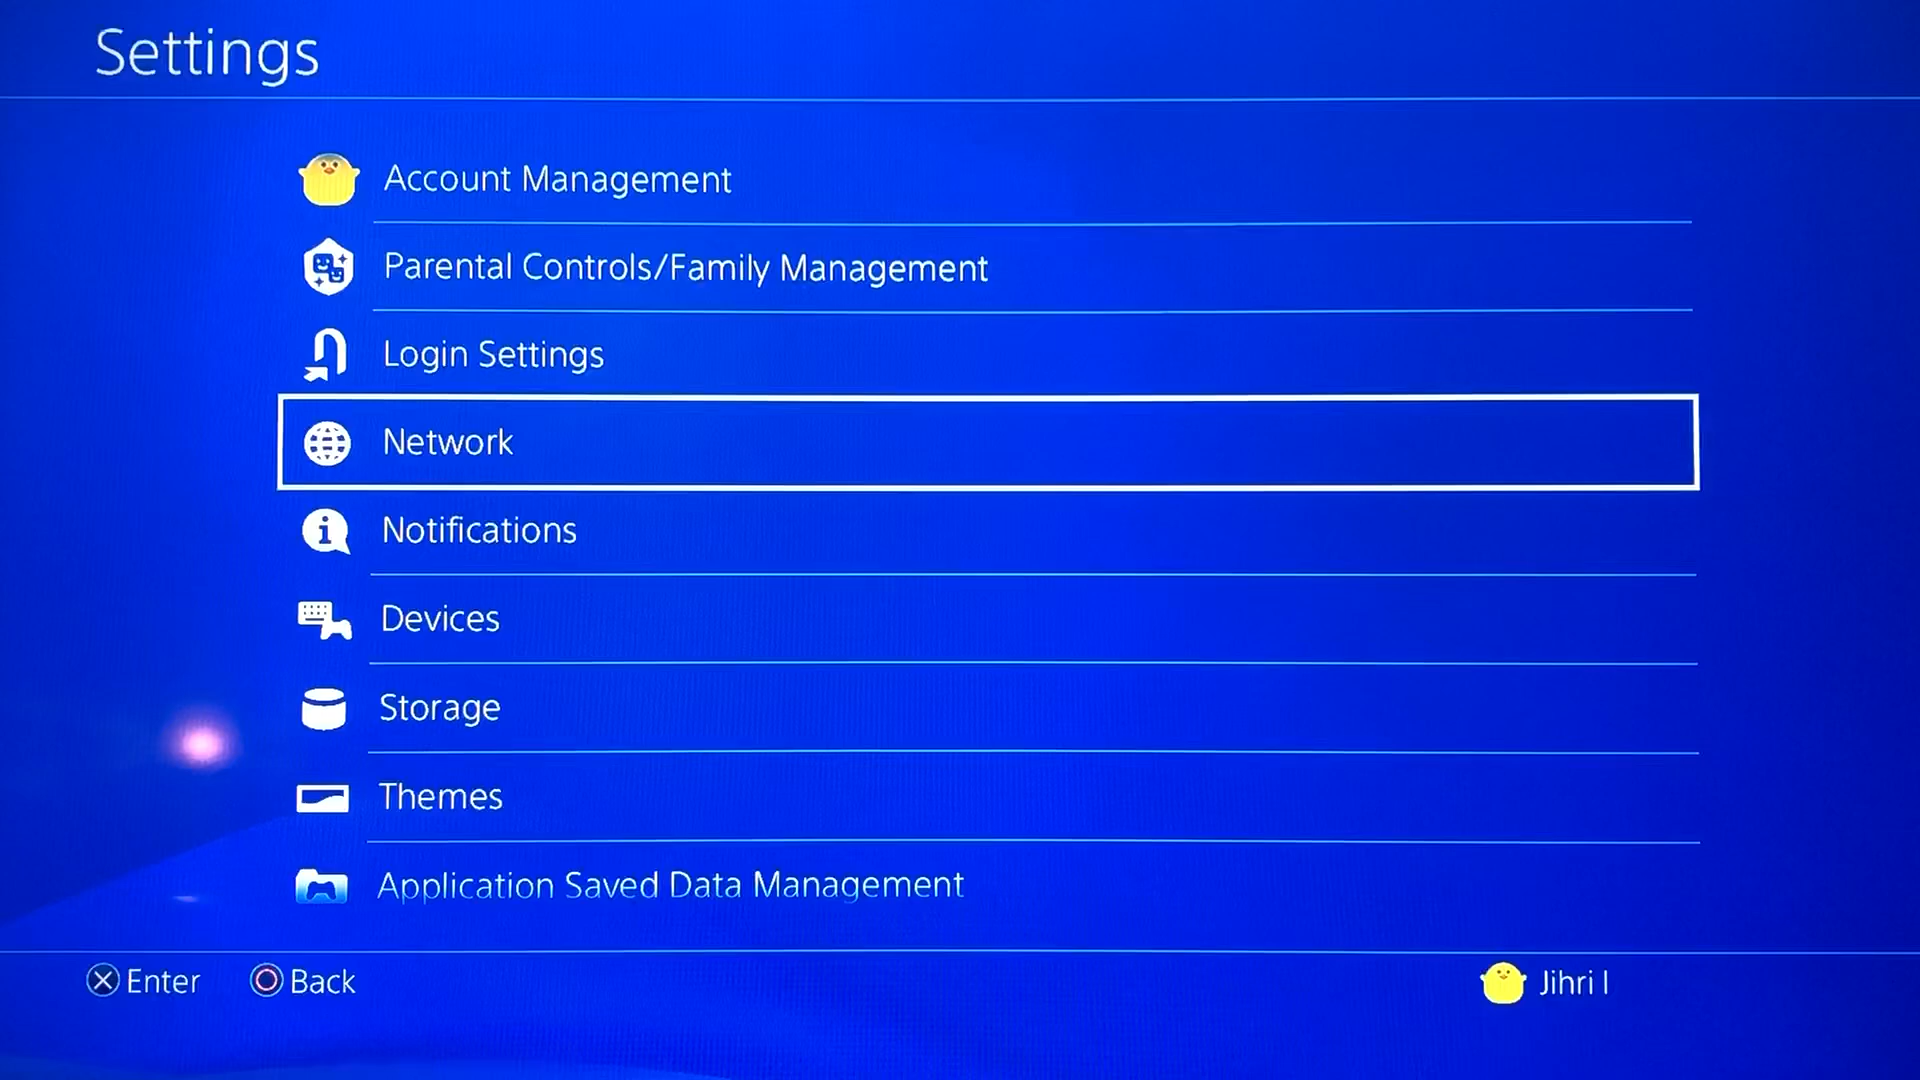 Settings
Account Management
Parental Controls/Family Management
Login Settings
Network
Notifications
Devices
Storage
Themes
Application Saved Data Management
Enter
Back
Jihri I